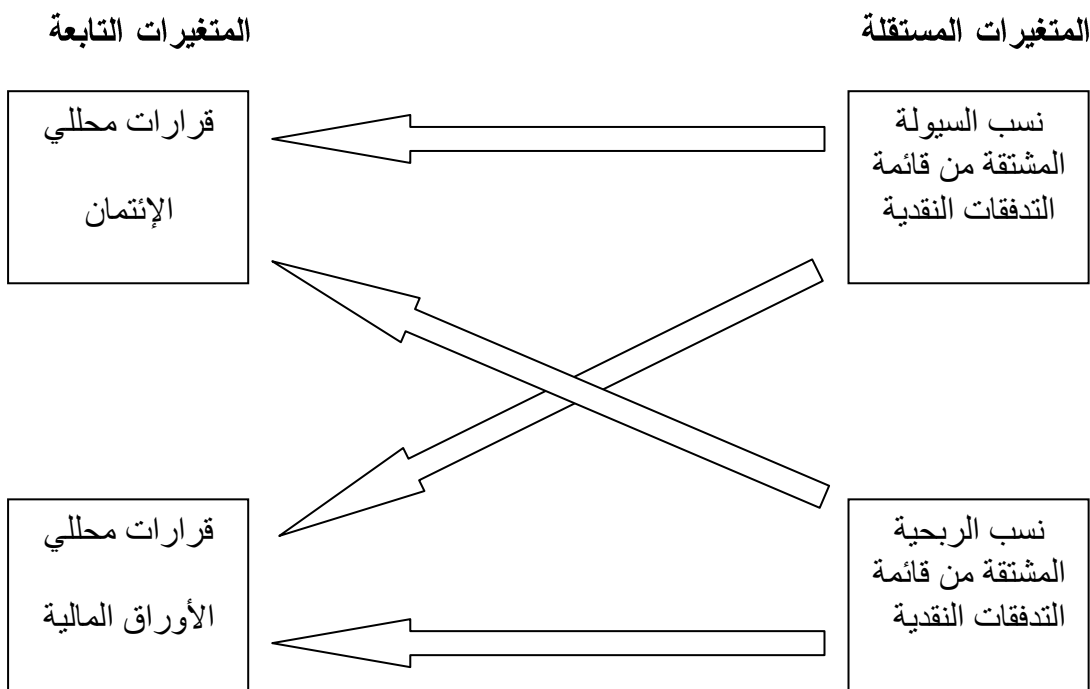 المتغيرات المستقلة
المتغيرات التابعة
نسب السيولة
المشتقة من قائمة
التدفقات النقدية
قرارات محللي
الإئتمان
نسب الربحية
المشتقة من قائمة
التدفقات النقدية
قرارات محللي
الأوراق المالية